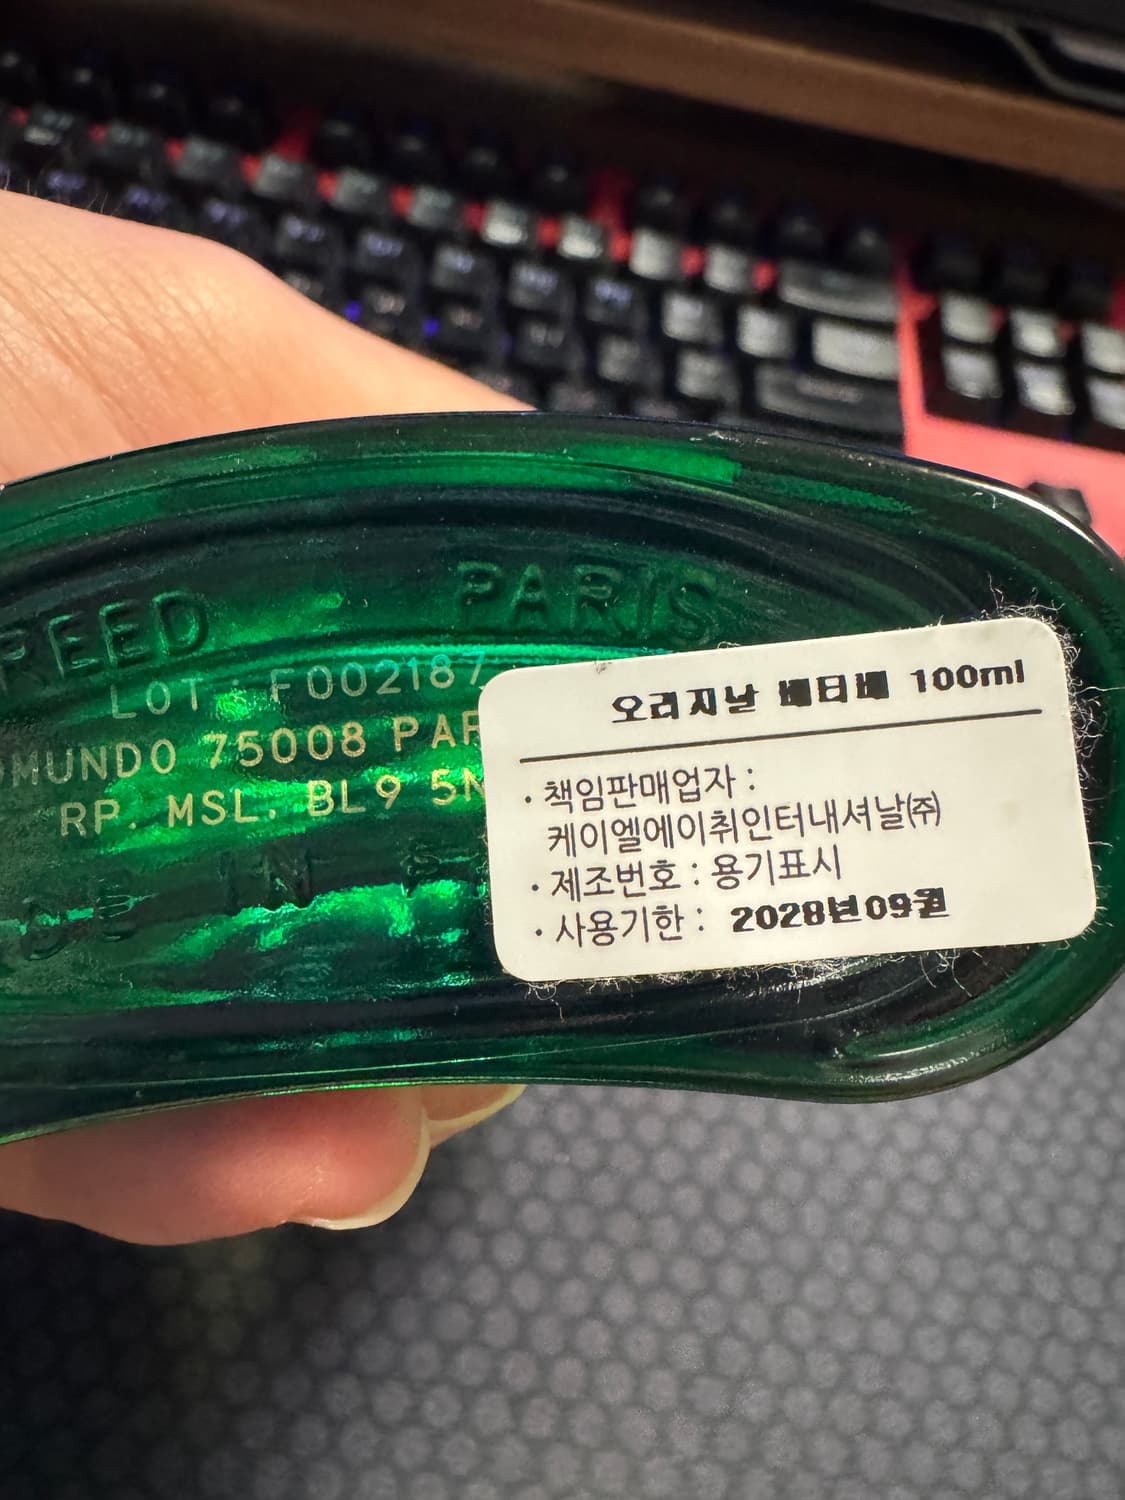 REED PARIS
LOT: F002187
MUNDO 75008 PAR
RP. MSL. BL9 5N
IN
오리지날 베티베 100ml
· 책임판매업자 :
케이엘에이취인터내셔날㈜
· 제조번호 : 용기표시
· 사용기한 : 2028년09월